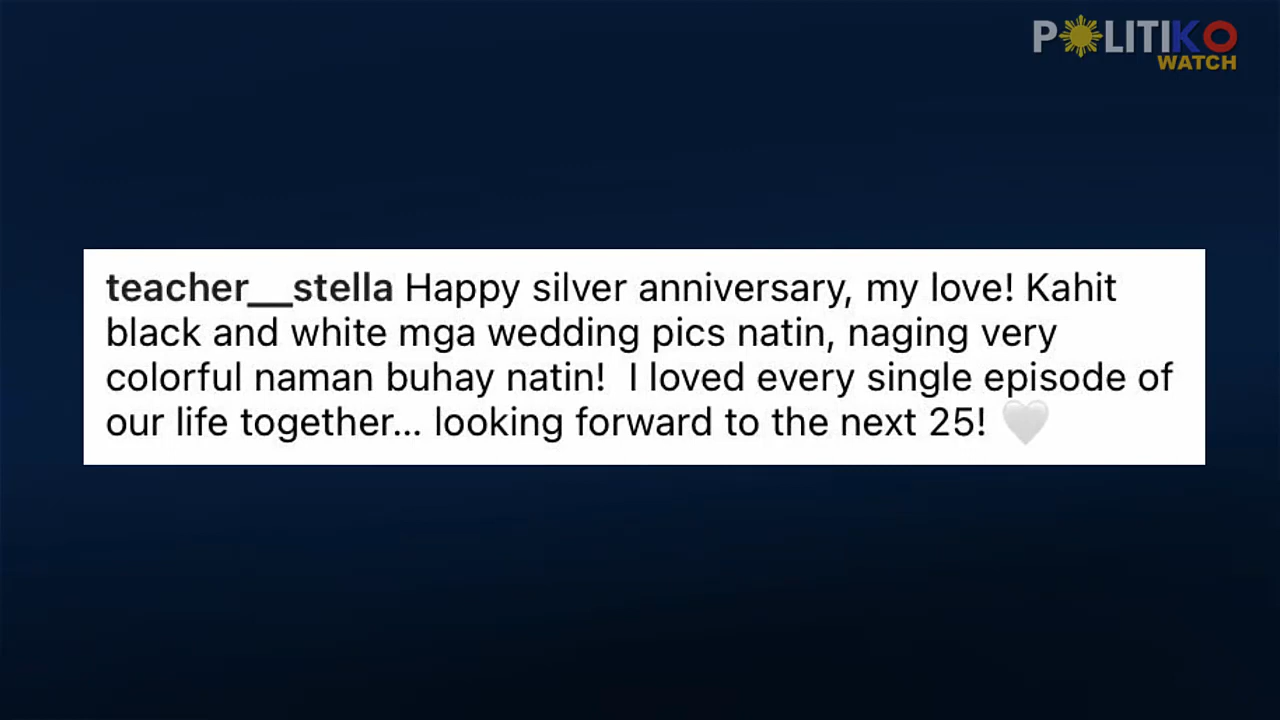 POLITIKO
WATCH
teacher__stella Happy silver anniversary, my love! Kahit
black and white mga wedding pics natin, naging very
colorful naman buhay natin!  I loved every single episode of
our life together... looking forward to the next 25! 🤍